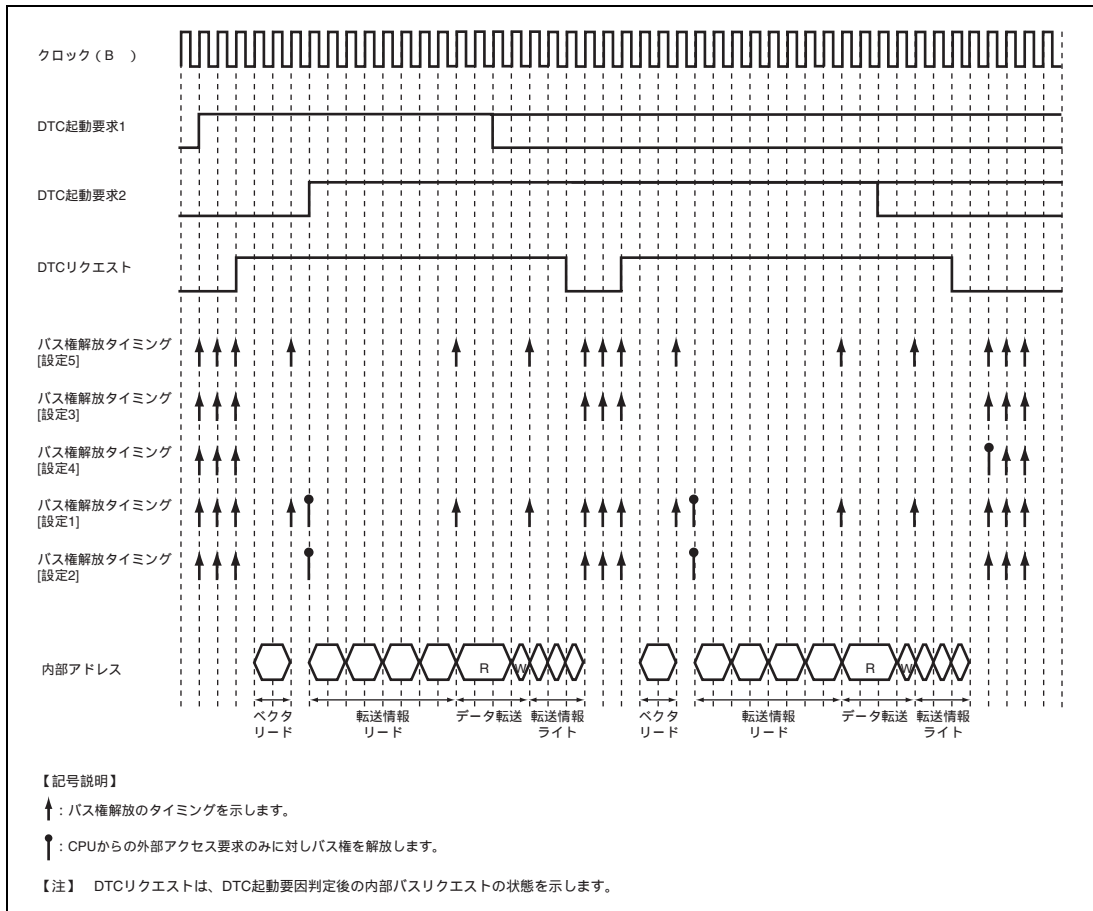 クロック（B　）
DTC起動要求1
DTC起動要求2
DTCリクエスト
バス権解放タイミング
[設定5]
バス権解放タイミング
[設定3]
バス権解放タイミング
[設定4]
バス権解放タイミング
[設定1]
バス権解放タイミング
[設定2]
内部アドレス
R W R W
ベクタ
リード
転送情報
リード
データ転送
転送情報
ライト
ベクタ
リード
転送情報
リード
データ転送
転送情報
ライト
【記号説明】
：バス権解放のタイミングを示します。
：CPUからの外部アクセス要求のみに対しバス権を解放します。
【注】　DTCリクエストは、DTC起動要因判定後の内部バスリクエストの状態を示します。